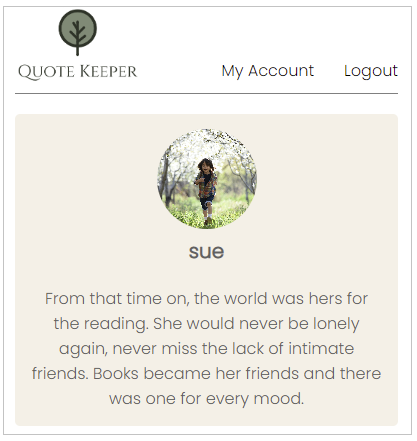 QUOTE KEEPER
My Account Logout
sue
From that time on, the world was hers for
the reading. She would never be lonely
again, never miss the lack of intimate
friends. Books became her friends and there
was one for every mood.